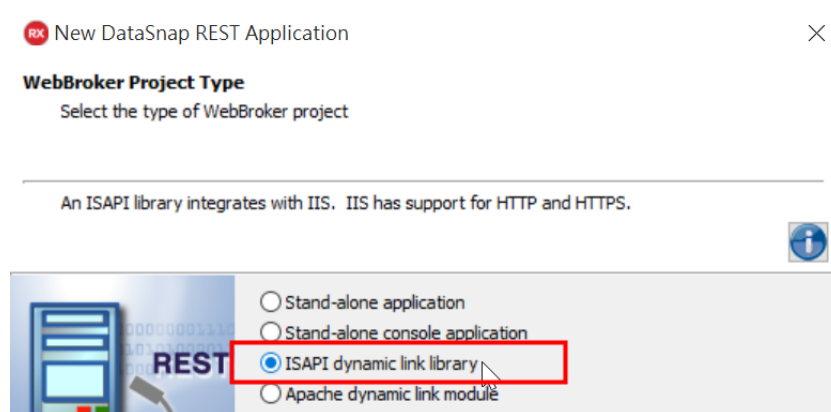 RX New DataSnap REST Application
WebBroker Project Type
Select the type of WebBroker project
An ISAPI library integrates with IIS. IIS has support for HTTP and HTTPS.
Stand-alone application
Stand-alone console application
REST
ISAPI dynamic link library
Apache dynamic link module